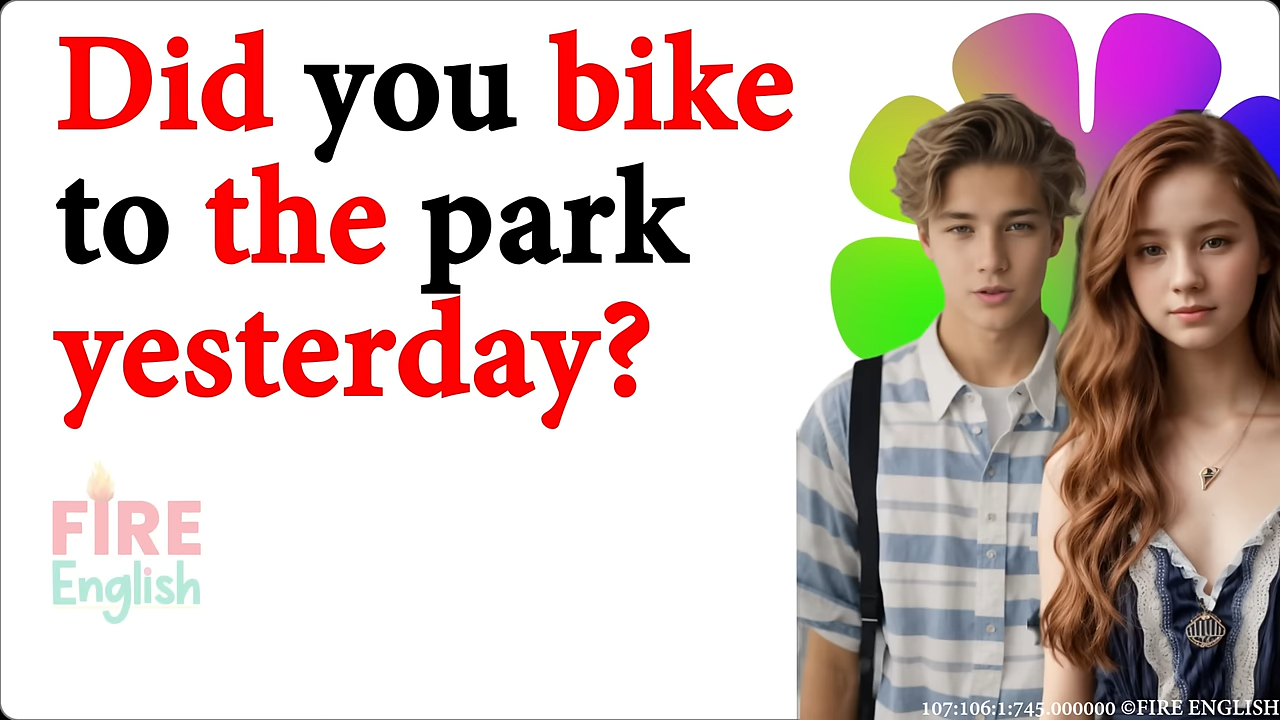 Did you bike
to the park
yesterday?
FIRE
English
107:106:1:745.000000 ©FIRE ENGLISH